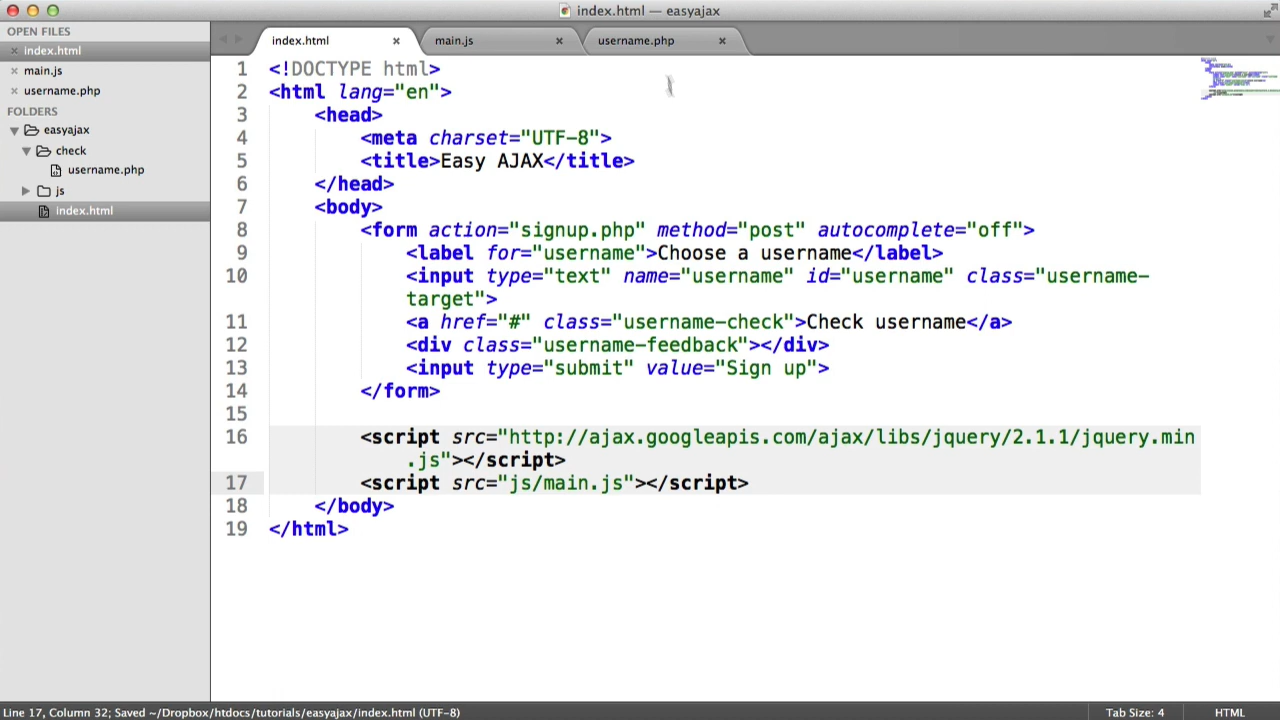 index.html — easyajax
OPEN FILES
index.html
main.js
username.php
FOLDERS
easyajax
check
username.php
js
index.html
index.html
main.js
username.php
1 <!DOCTYPE html>
2 <html lang="en">
3 <head>
4 <meta charset="UTF-8">
5 <title>Easy AJAX</title>
6 </head>
7 <body>
8 <form action="signup.php" method="post" autocomplete="off">
9 <label for="username">Choose a username</label>
10 <input type="text" name="username" id="username" class="username-
target">
11 <a href="#" class="username-check">Check username</a>
12 <div class="username-feedback"></div>
13 <input type="submit" value="Sign up">
14 </form>
15
16 <script src="http://ajax.googleapis.com/ajax/libs/jquery/2.1.1/jquery.min
.js"></script>
17 <script src="js/main.js"></script>
18 </body>
19 </html>
Line 17, Column 32; Saved ~/Dropbox/htdocs/tutorials/easyajax/index.html (UTF-8)
Tab Size: 4
HTML